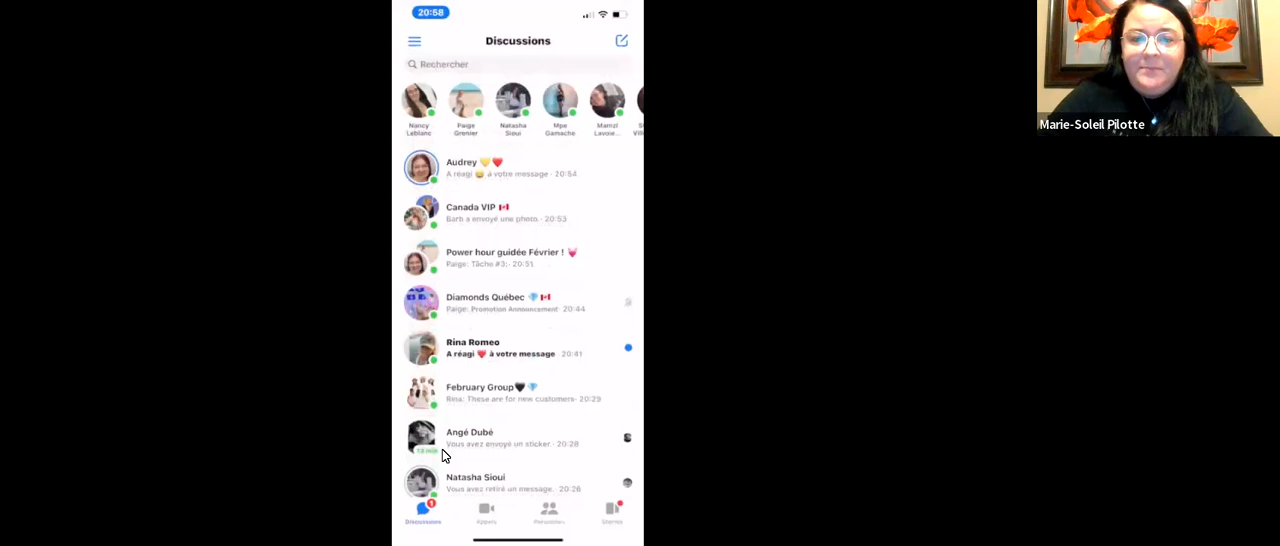 20:58
Discussions
Rechercher
Nancy Leblanc
Paige Grenier
Natasha Sioui
Mpe Gamache
Mamzl Lavoie...
Audrey 💛❤️
A réagi 😄 à votre message · 20:54
Canada VIP 🇨🇦
Barb a envoyé une photo. · 20:53
Power hour guidée Février ! 💓
Paige: Tâche #3:· 20:51
Diamonds Québec 💎 🇨🇦
Paige: Promotion Announcement · 20:44
Rina Romeo
A réagi ❤️ à votre message · 20:41
February Group🖤 💎
Rina: These are for new customers· 20:29
Angé Dubé
Vous avez envoyé un sticker. · 20:28
Natasha Sioui
Vous avez retiré un message. · 20:26
1
Discussions
Appels
Stories
Marie-Soleil Pilotte